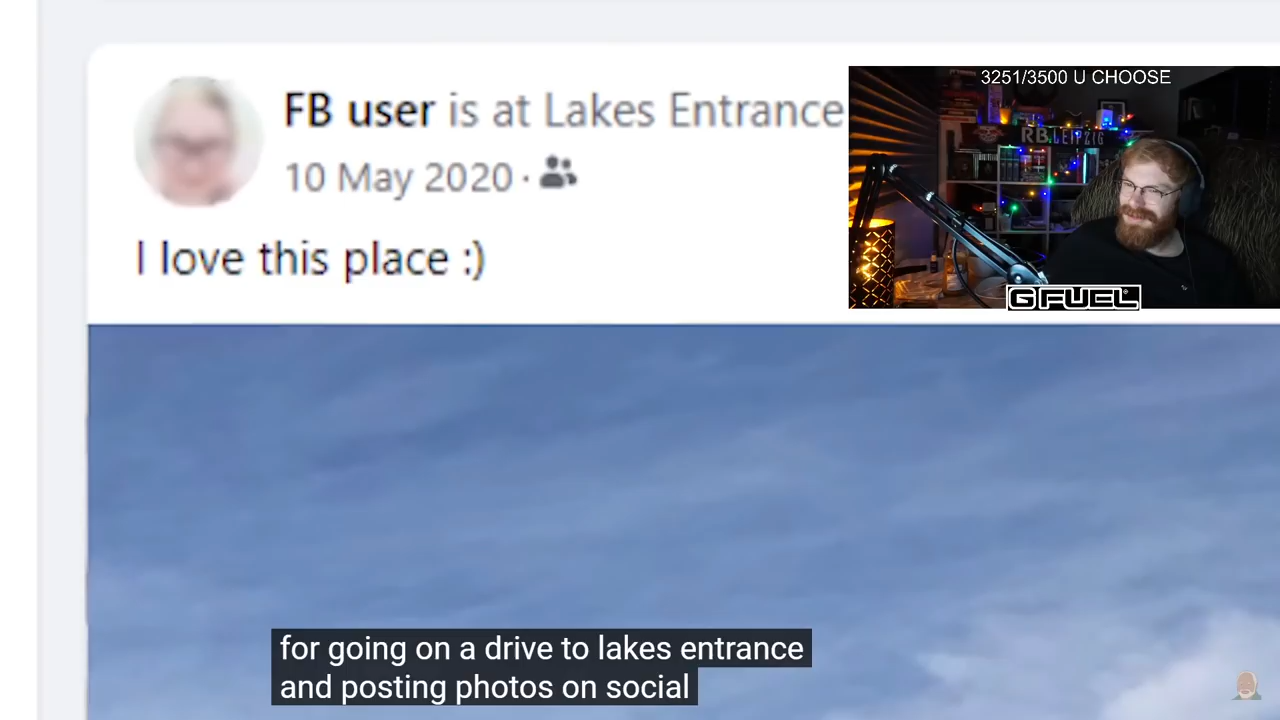 FB user is at Lakes Entrance
10 May 2020 ·
I love this place :)
3251/3500 U CHOOSE
RB LEIPZIG
G FUEL
for going on a drive to lakes entrance
and posting photos on social